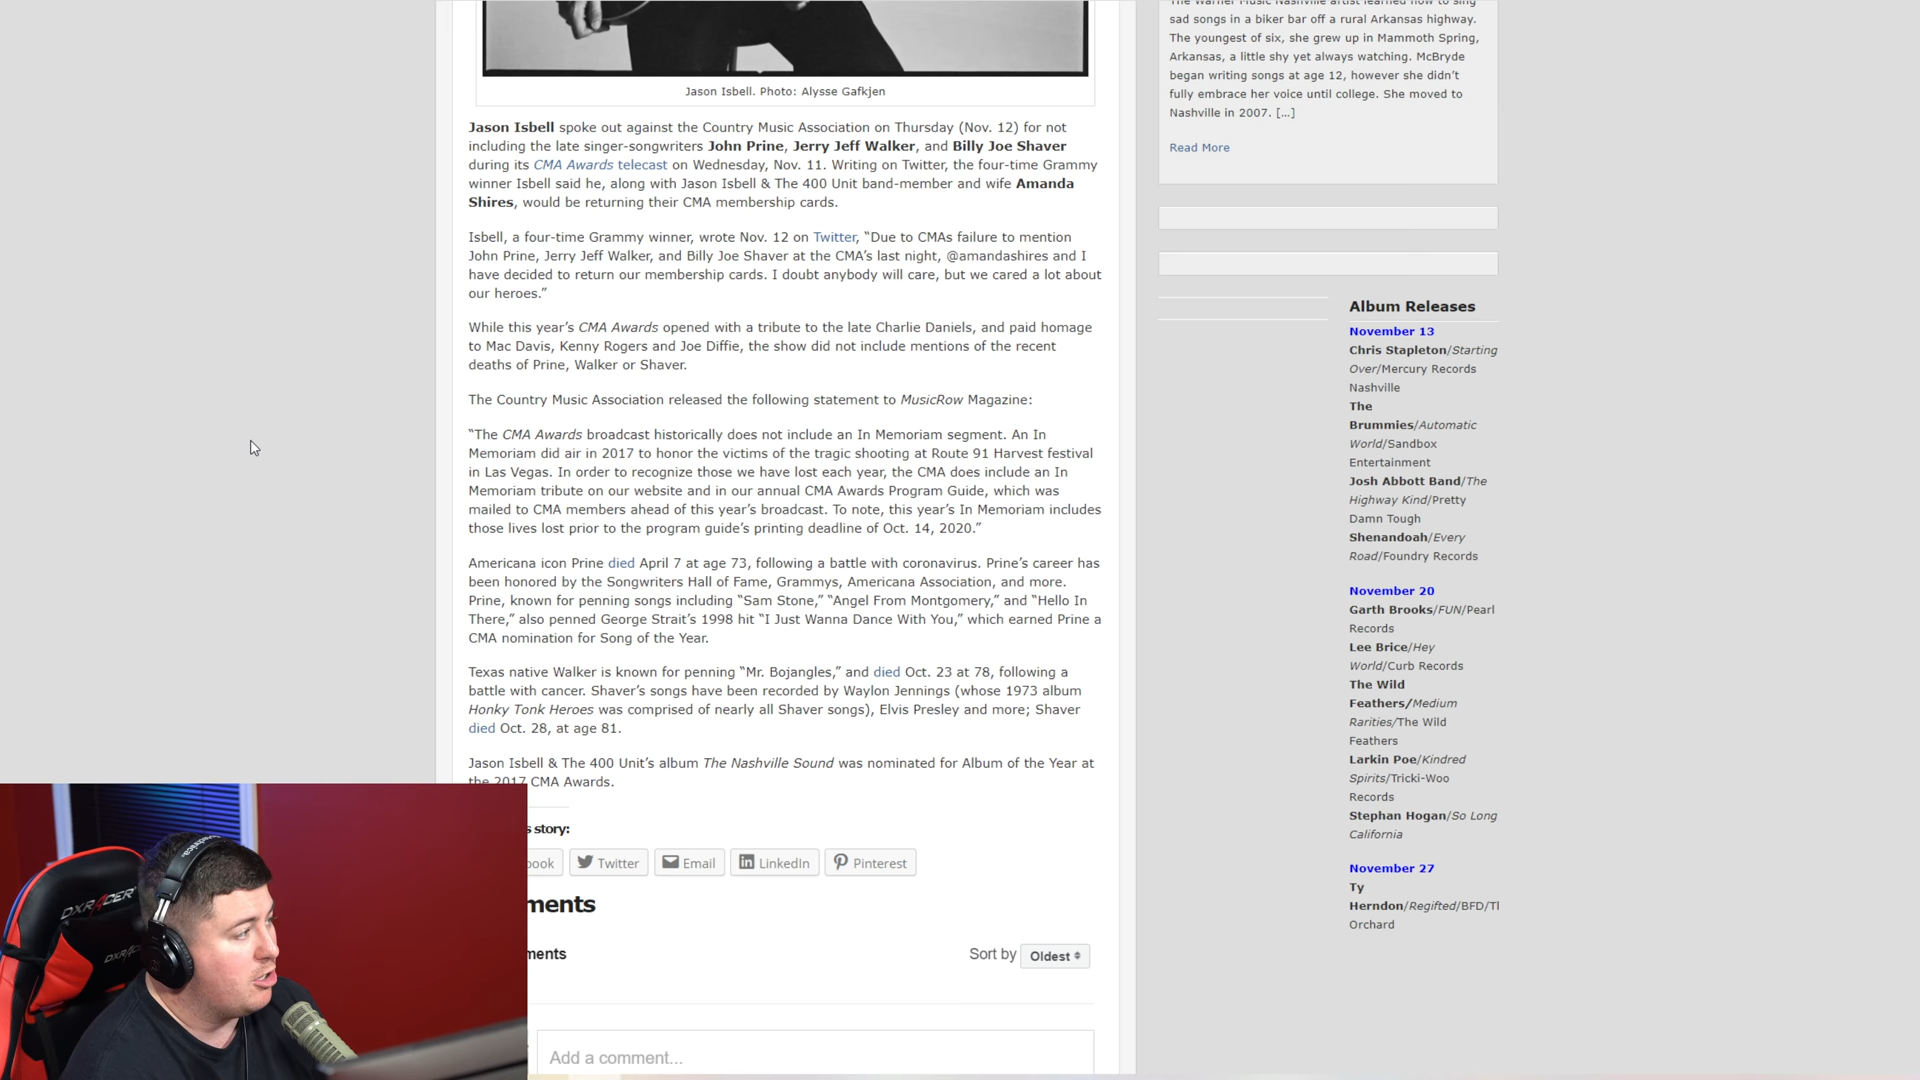 Jason Isbell. Photo: Alysse Gafkjen
Jason Isbell spoke out against the Country Music Association on Thursday (Nov. 12) for not
including the late singer-songwriters John Prine, Jerry Jeff Walker, and Billy Joe Shaver
during its CMA Awards telecast on Wednesday, Nov. 11. Writing on Twitter, the four-time Grammy
winner Isbell said he, along with Jason Isbell & The 400 Unit band-member and wife Amanda
Shires, would be returning their CMA membership cards.
Isbell, a four-time Grammy winner, wrote Nov. 12 on Twitter, “Due to CMAs failure to mention
John Prine, Jerry Jeff Walker, and Billy Joe Shaver at the CMA’s last night, @amandashires and I
have decided to return our membership cards. I doubt anybody will care, but we cared a lot about
our heroes.”
While this year’s CMA Awards opened with a tribute to the late Charlie Daniels, and paid homage
to Mac Davis, Kenny Rogers and Joe Diffie, the show did not include mentions of the recent
deaths of Prine, Walker or Shaver.
The Country Music Association released the following statement to MusicRow Magazine:
“The CMA Awards broadcast historically does not include an In Memoriam segment. An In
Memoriam did air in 2017 to honor the victims of the tragic shooting at Route 91 Harvest festival
in Las Vegas. In order to recognize those we have lost each year, the CMA does include an In
Memoriam tribute on our website and in our annual CMA Awards Program Guide, which was
mailed to CMA members ahead of this year’s broadcast. To note, this year’s In Memoriam includes
those lives lost prior to the program guide’s printing deadline of Oct. 14, 2020.”
Americana icon Prine died April 7 at age 73, following a battle with coronavirus. Prine’s career has
been honored by the Songwriters Hall of Fame, Grammys, Americana Association, and more.
Prine, known for penning songs including “Sam Stone,” “Angel From Montgomery,” and “Hello In
There,” also penned George Strait’s 1998 hit “I Just Wanna Dance With You,” which earned Prine a
CMA nomination for Song of the Year.
Texas native Walker is known for penning “Mr. Bojangles,” and died Oct. 23 at 78, following a
battle with cancer. Shaver’s songs have been recorded by Waylon Jennings (whose 1973 album
Honky Tonk Heroes was comprised of nearly all Shaver songs), Elvis Presley and more; Shaver
died Oct. 28, at age 81.
Jason Isbell & The 400 Unit’s album The Nashville Sound was nominated for Album of the Year at
the 2017 CMA Awards.
s story:
ook
Twitter
Email
LinkedIn
Pinterest
ments
ments
Sort by Oldest
Add a comment...
The Warner Music Nashville artist learned how to sing
sad songs in a biker bar off a rural Arkansas highway.
The youngest of six, she grew up in Mammoth Spring,
Arkansas, a little shy yet always watching. McBryde
began writing songs at age 12, however she didn’t
fully embrace her voice until college. She moved to
Nashville in 2007. […]
Read More
Album Releases
November 13
Chris Stapleton/Starting
Over/Mercury Records
Nashville
The
Brummies/Automatic
World/Sandbox
Entertainment
Josh Abbott Band/The
Highway Kind/Pretty
Damn Tough
Shenandoah/Every
Road/Foundry Records
November 20
Garth Brooks/FUN/Pearl
Records
Lee Brice/Hey
World/Curb Records
The Wild
Feathers/Medium
Rarities/The Wild
Feathers
Larkin Poe/Kindred
Spirits/Tricki-Woo
Records
Stephan Hogan/So Long
California
November 27
Ty
Herndon/Regifted/BFD/Tl
Orchard
DXRACER